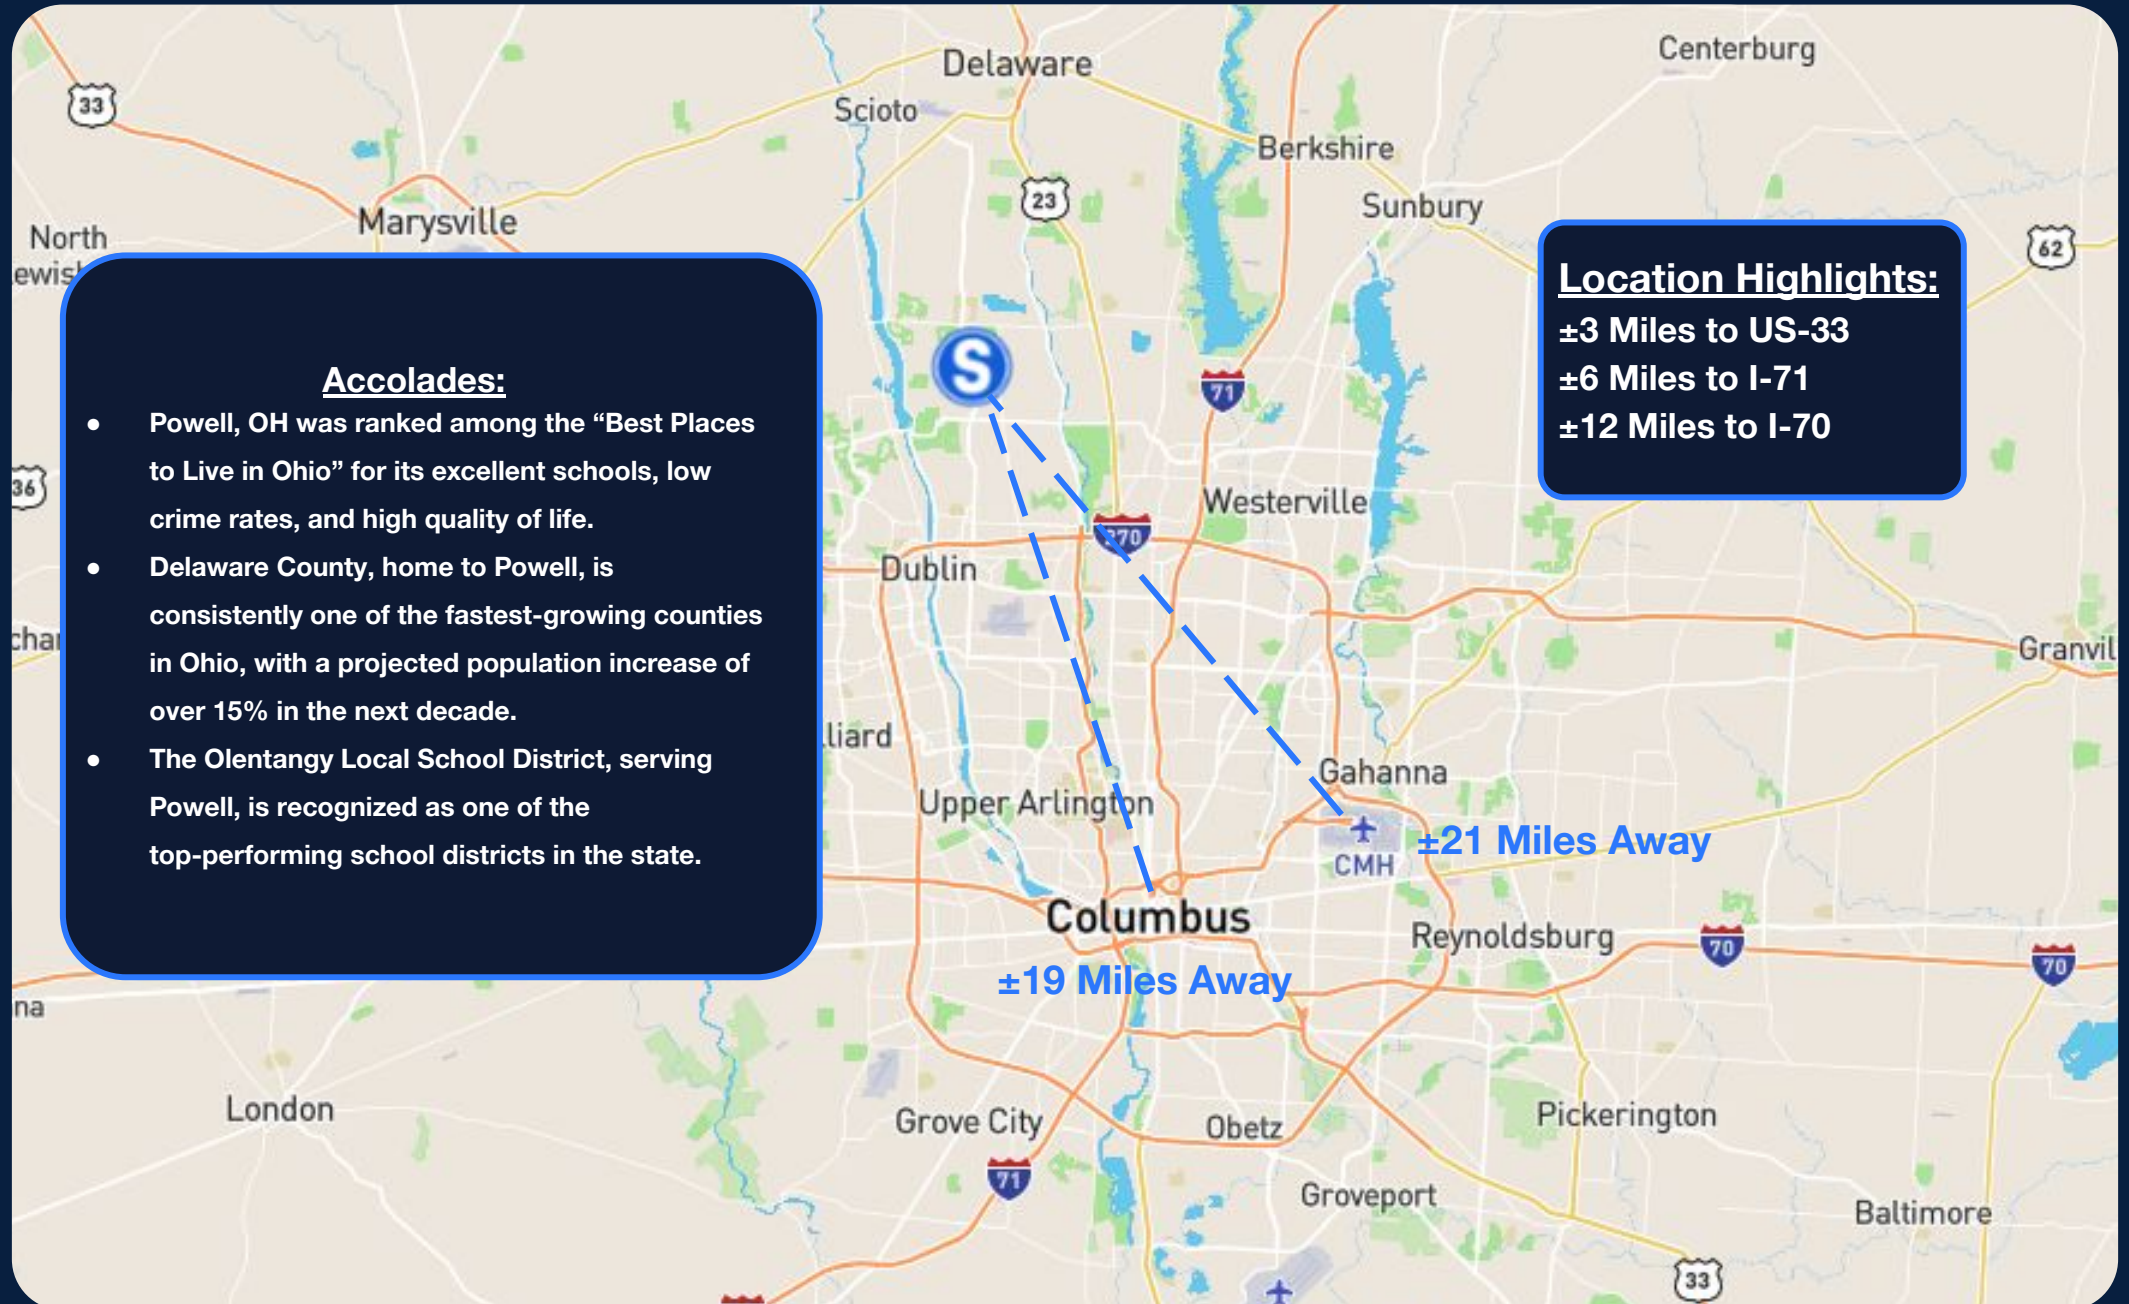 Delaware
Centerburg
33
Scioto
Berkshire
23
Sunbury
Marysville
North
ewis
62
Location Highlights:
±3 Miles to US-33
±6 Miles to I-71
±12 Miles to I-70
Accolades:
● Powell, OH was ranked among the “Best Places
to Live in Ohio” for its excellent schools, low
crime rates, and high quality of life.
● Delaware County, home to Powell, is
consistently one of the fastest-growing counties
in Ohio, with a projected population increase of
over 15% in the next decade.
● The Olentangy Local School District, serving
Powell, is recognized as one of the
top-performing school districts in the state.
S
71
36
Westerville
270
Dublin
char
Granvil
lliard
Gahanna
Upper Arlington
±21 Miles Away
CMH
Columbus
Reynoldsburg
70
70
±19 Miles Away
na
London
Grove City
Obetz
Pickerington
71
Groveport
Baltimore
33